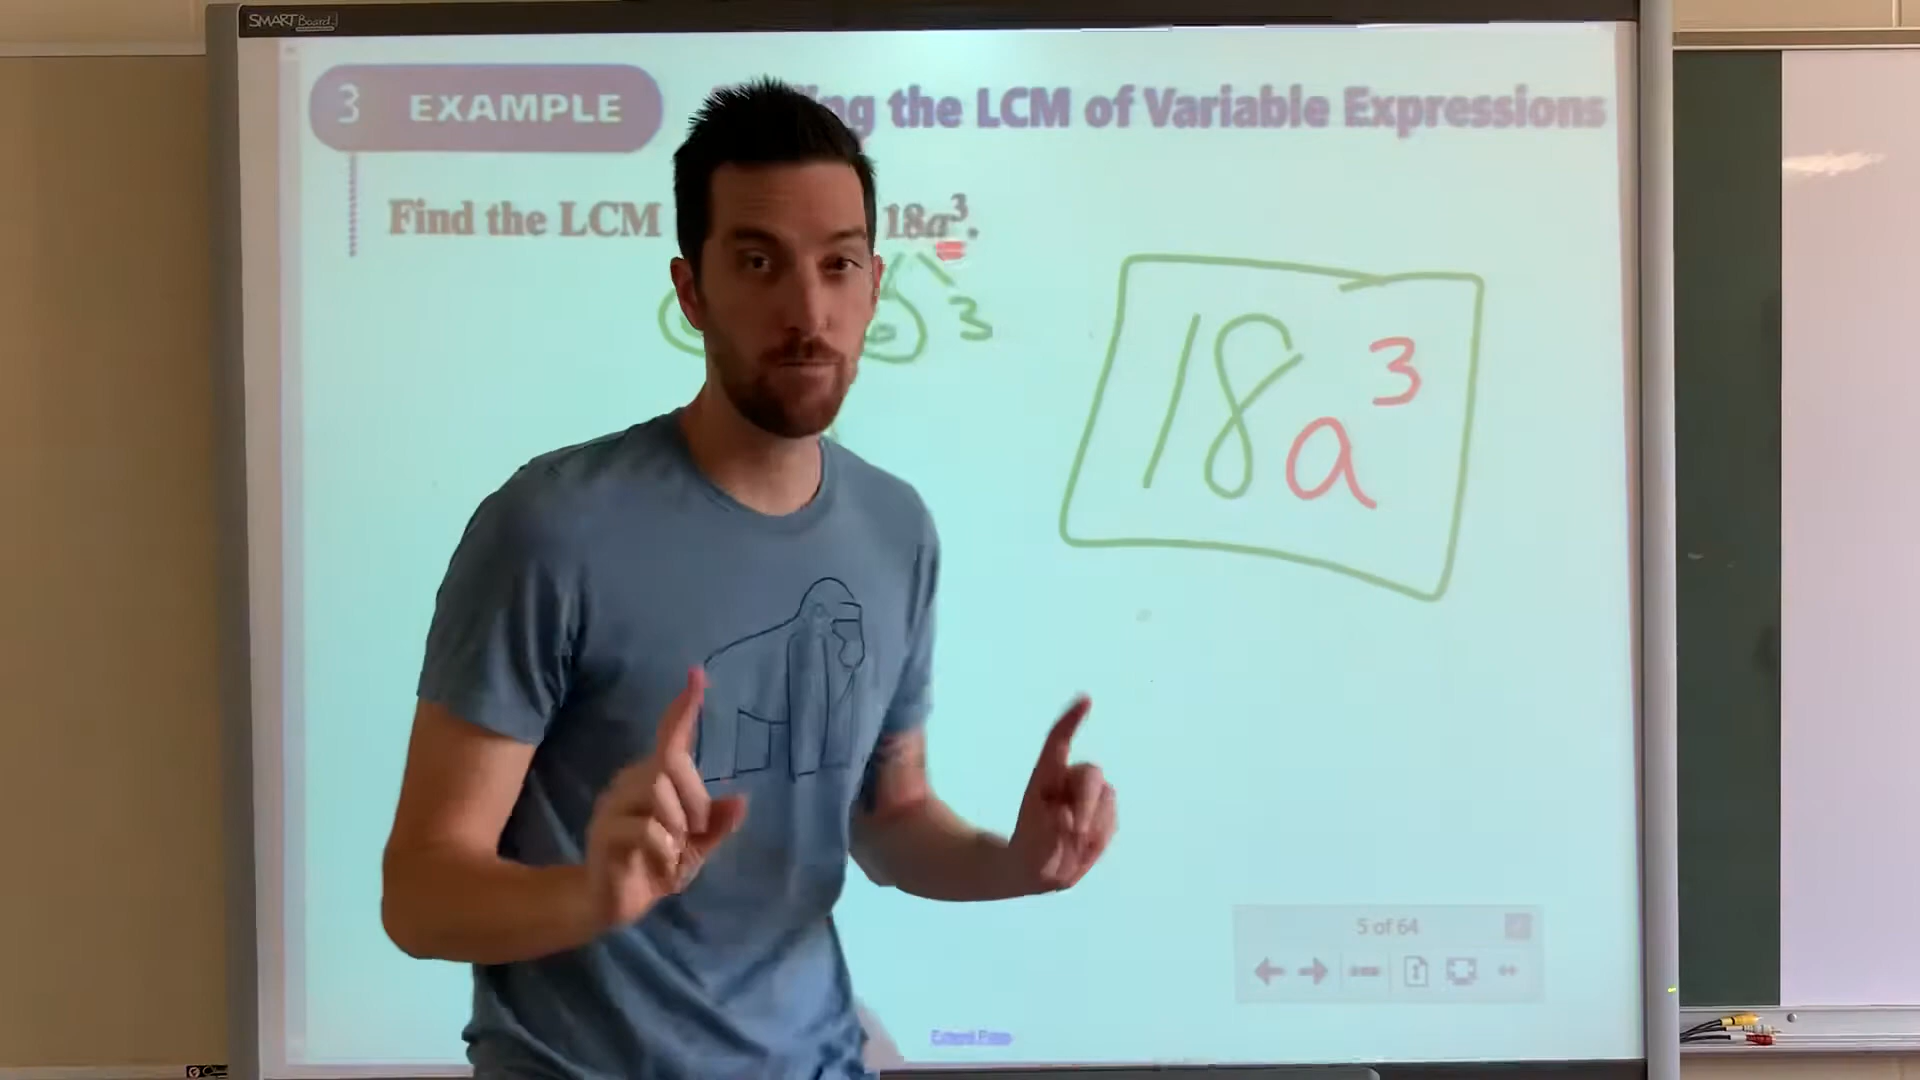 SMART Board
3 EXAMPLE ing the LCM of Variable Expressions
Find the LCM 18a³.
3
18a³
5 of 64
Extend Page